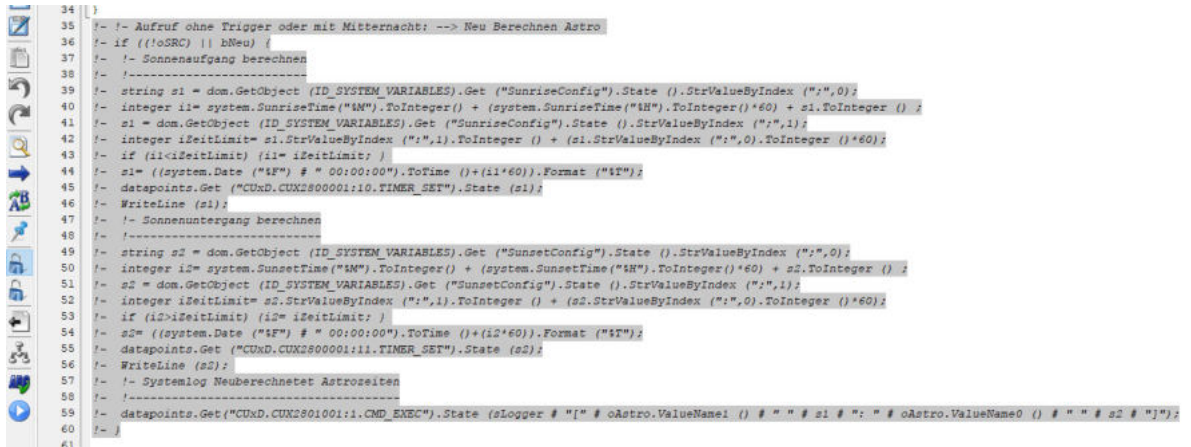 34 }
35 !- !- Aufruf ohne Trigger oder mit Mitternacht: --> Neu Berechnen Astro
36 !- if ((!oSRC) || bNeu) {
37 !-  !- Sonnenaufgang berechnen
38 !-  !--------------------------
39 !-  string s1 = dom.GetObject (ID_SYSTEM_VARIABLES).Get ("SunriseConfig").State ().StrValueByIndex (";",0);
40 !-  integer i1= system.SunriseTime("%M").ToInteger() + (system.SunriseTime("%H").ToInteger()*60) + s1.ToInteger () ;
41 !-  s1 = dom.GetObject (ID_SYSTEM_VARIABLES).Get ("SunriseConfig").State ().StrValueByIndex (";",1);
42 !-  integer iZeitLimit= s1.StrValueByIndex (":",1).ToInteger () + (s1.StrValueByIndex (":",0).ToInteger ()*60);
43 !-  if (i1<iZeitLimit) {i1= iZeitLimit; }
44 !-  s1= ((system.Date ("%F") # " 00:00:00").ToTime ()+(i1*60)).Format ("%T");
45 !-  datapoints.Get ("CUxD.CUX2800001:10.TIMER_SET").State (s1);
46 !-  WriteLine (s1);
47 !-  !- Sonnenuntergang berechnen
48 !-  !----------------------------
49 !-  string s2 = dom.GetObject (ID_SYSTEM_VARIABLES).Get ("SunsetConfig").State ().StrValueByIndex (";",0);
50 !-  integer i2= system.SunsetTime("%M").ToInteger() + (system.SunsetTime("%H").ToInteger()*60) + s2.ToInteger () ;
51 !-  s2 = dom.GetObject (ID_SYSTEM_VARIABLES).Get ("SunsetConfig").State ().StrValueByIndex (";",1);
52 !-  integer iZeitLimit= s2.StrValueByIndex (":",1).ToInteger () + (s2.StrValueByIndex (":",0).ToInteger ()*60);
53 !-  if (i2>iZeitLimit) {i2= iZeitLimit; }
54 !-  s2= ((system.Date ("%F") # " 00:00:00").ToTime ()+(i2*60)).Format ("%T");
55 !-  datapoints.Get ("CUxD.CUX2800001:11.TIMER_SET").State (s2);
56 !-  WriteLine (s2);
57 !-  !- Systemlog Neuberechnetet Astrozeiten
58 !-  !---------------------------------------
59 !-  datapoints.Get("CUxD.CUX2801001:1.CMD_EXEC").State (sLogger # "[" # oAstro.ValueName1 () # " " # s1 # ": " # oAstro.ValueName0 () # " " # s2 # "]");
60 !- }
61